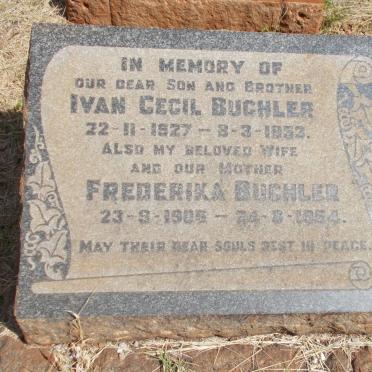 IN MEMORY OF
OUR DEAR SON AND BROTHER
IVAN CECIL BUCHLER
22-11-1927 – 9-3-1953.
ALSO MY BELOVED WIFE
AND OUR MOTHER
FREDERIKA BUCHLER
23-9-1905 – 24-8-1954.
MAY THEIR DEAR SOULS REST IN PEACE.